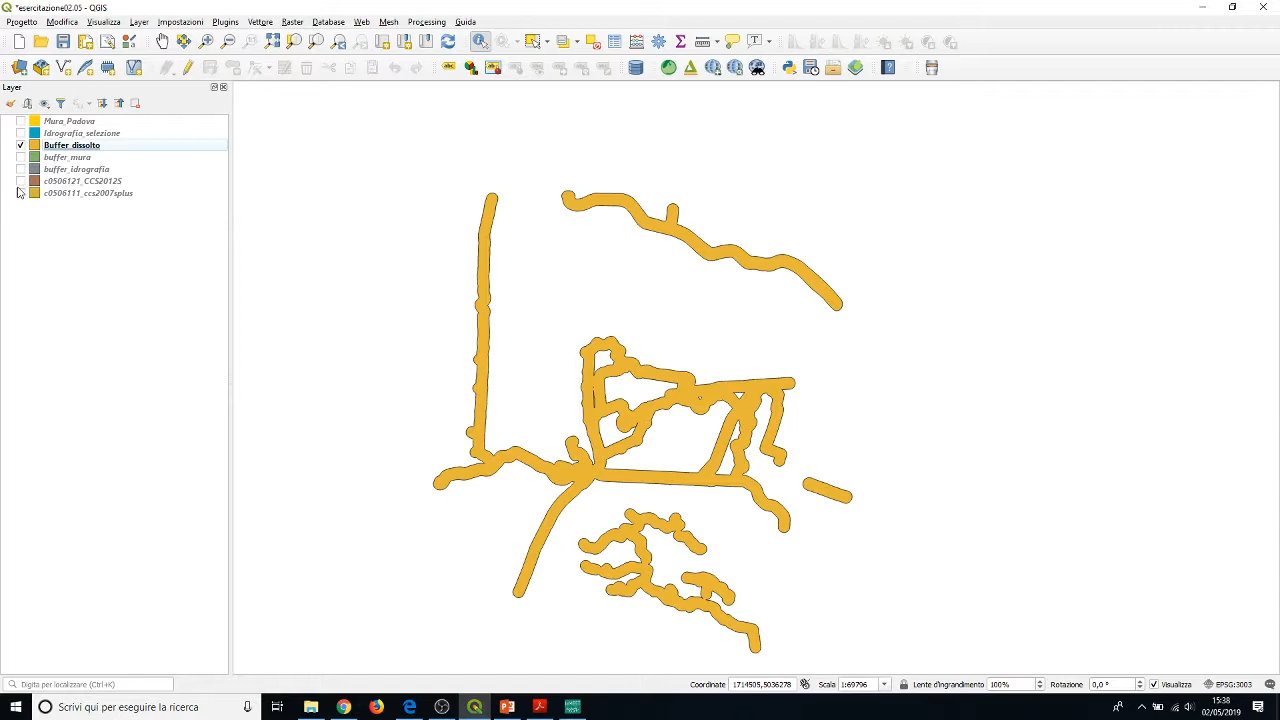 *esercitazione02.05 - QGIS
Progetto Modifica Visualizza Layer Impostazioni Plugins Vettore Raster Database Web Mesh Processing Guida
Layer
Mura_Padova
Idrografia_selezione
Buffer_dissolto
buffer_mura
buffer_idrografia
c0506121_CCS2012S
c0506111_ccs2007splus
Digita per localizzare (Ctrl+K)
Coordinate 1714505,5036278 Scala 1:69796 Lente d'ingrandimento 100% Rotazione 0,0 ° Visualizza EPSG:3003
Scrivi qui per eseguire la ricerca
15:38
02/05/2019